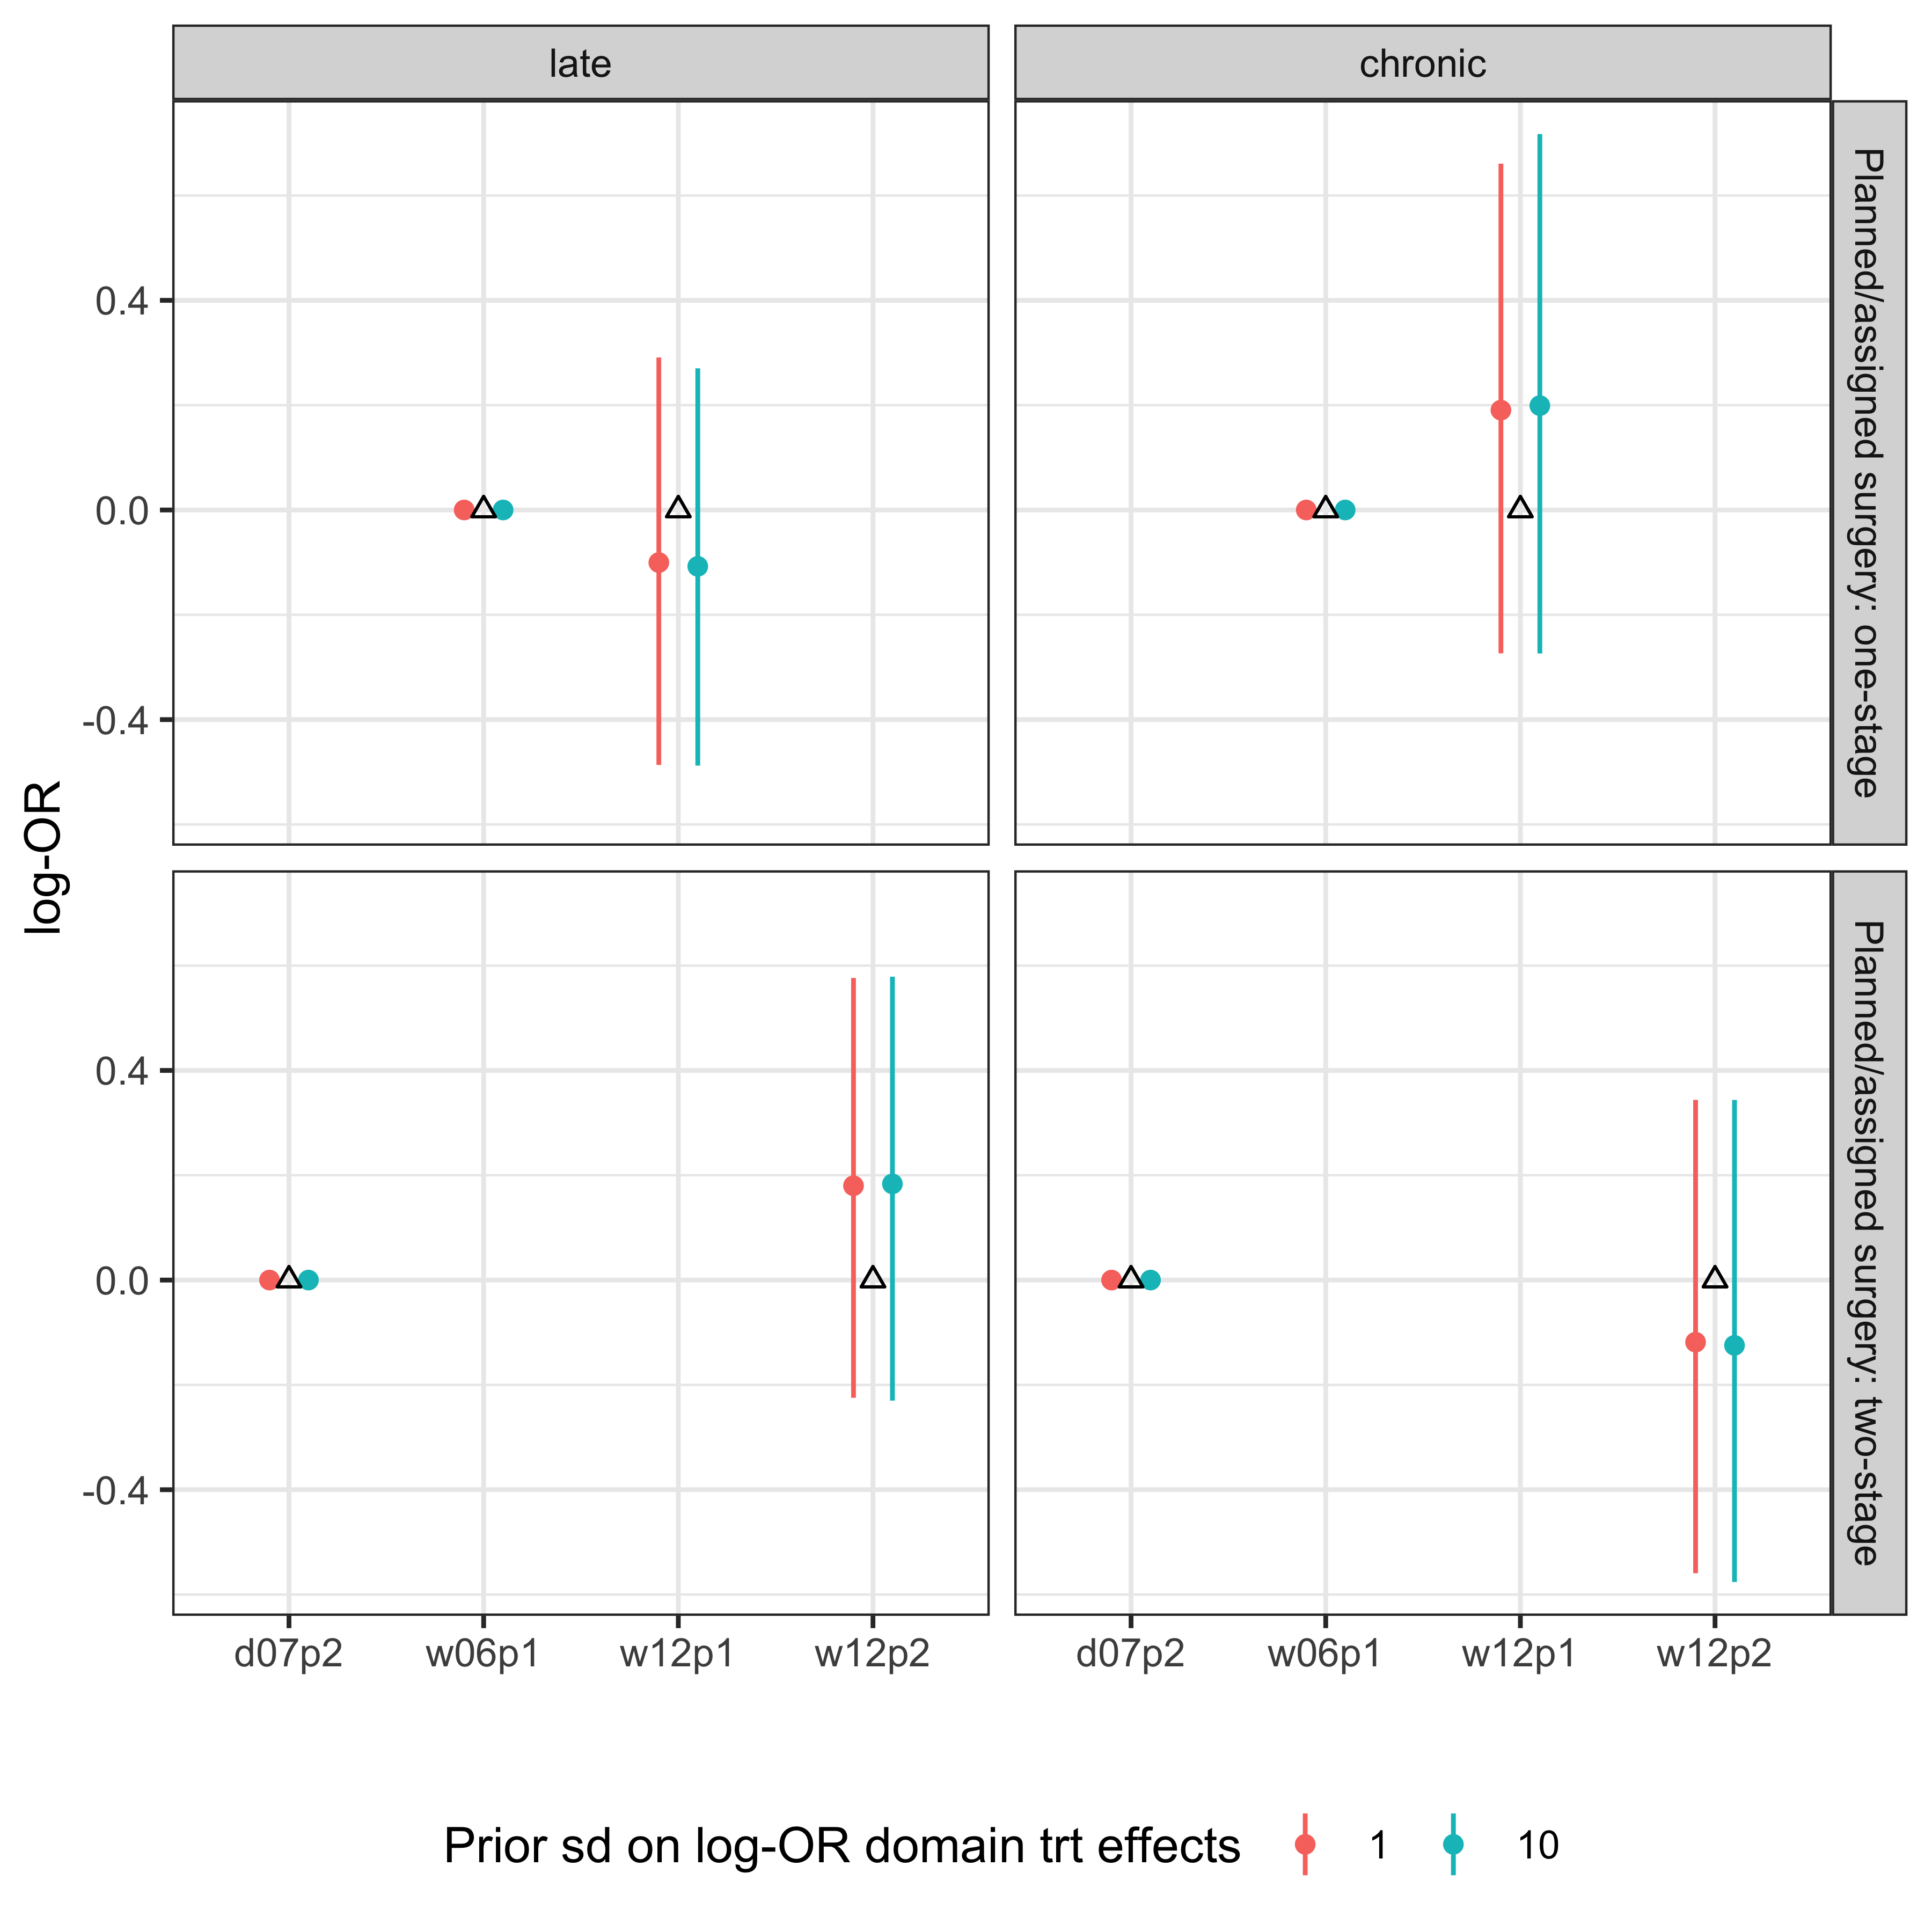 late
chronic
Planned/assigned surgery: one-stage
0.4
0.0
-0.4
log-OR
Planned/assigned surgery: two-stage
0.4
0.0
-0.4
d07p2 w06p1 w12p1 w12p2
d07p2 w06p1 w12p1 w12p2
Prior sd on log-OR domain trt effects 1 10